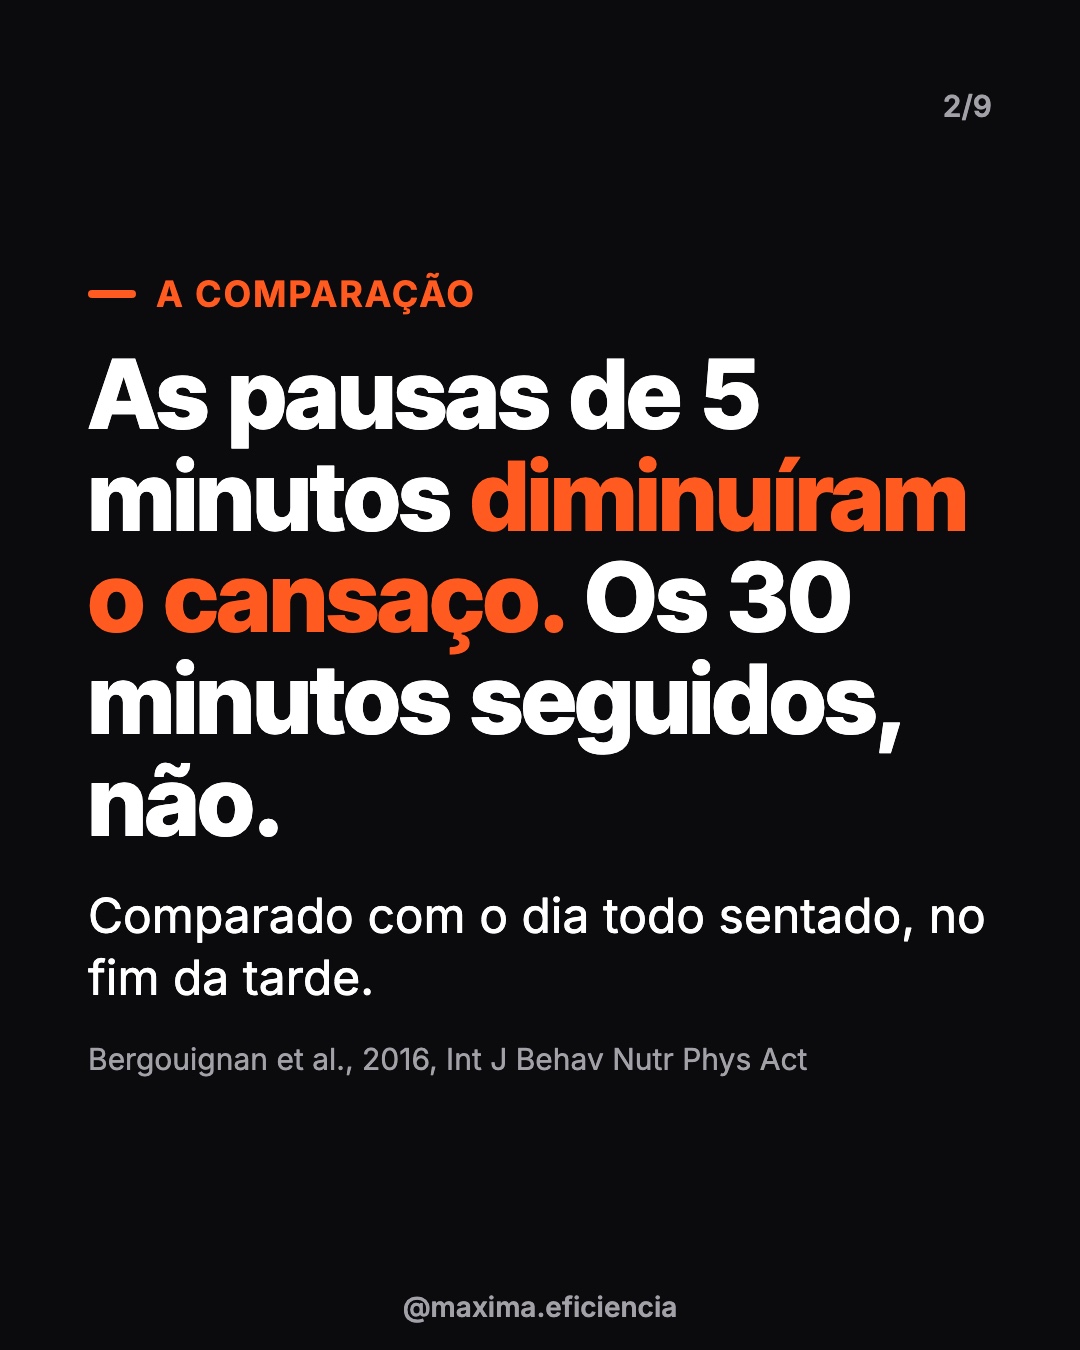 2/9
A COMPARAÇÃO
As pausas de 5
minutos diminuíram
o cansaço. Os 30
minutos seguidos,
não.
Comparado com o dia todo sentado, no
fim da tarde.
Bergouignan et al., 2016, Int J Behav Nutr Phys Act
@maxima.eficiencia